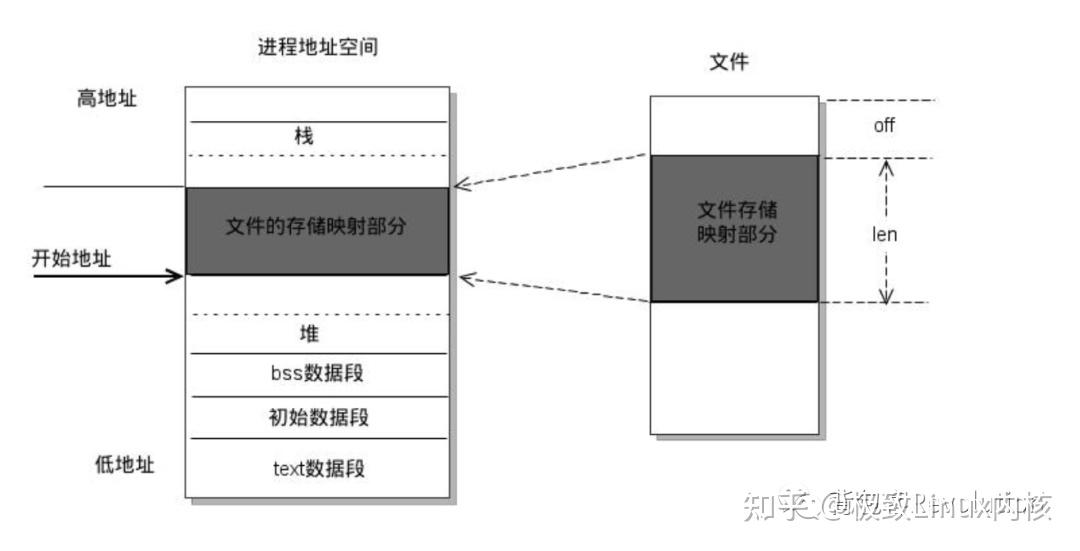 进程地址空间
文件
高地址
栈
off
文件的存储映射部分
文件存储
映射部分
len
开始地址
堆
bss数据段
初始数据段
低地址
text数据段
知乎 @极致Linux内核